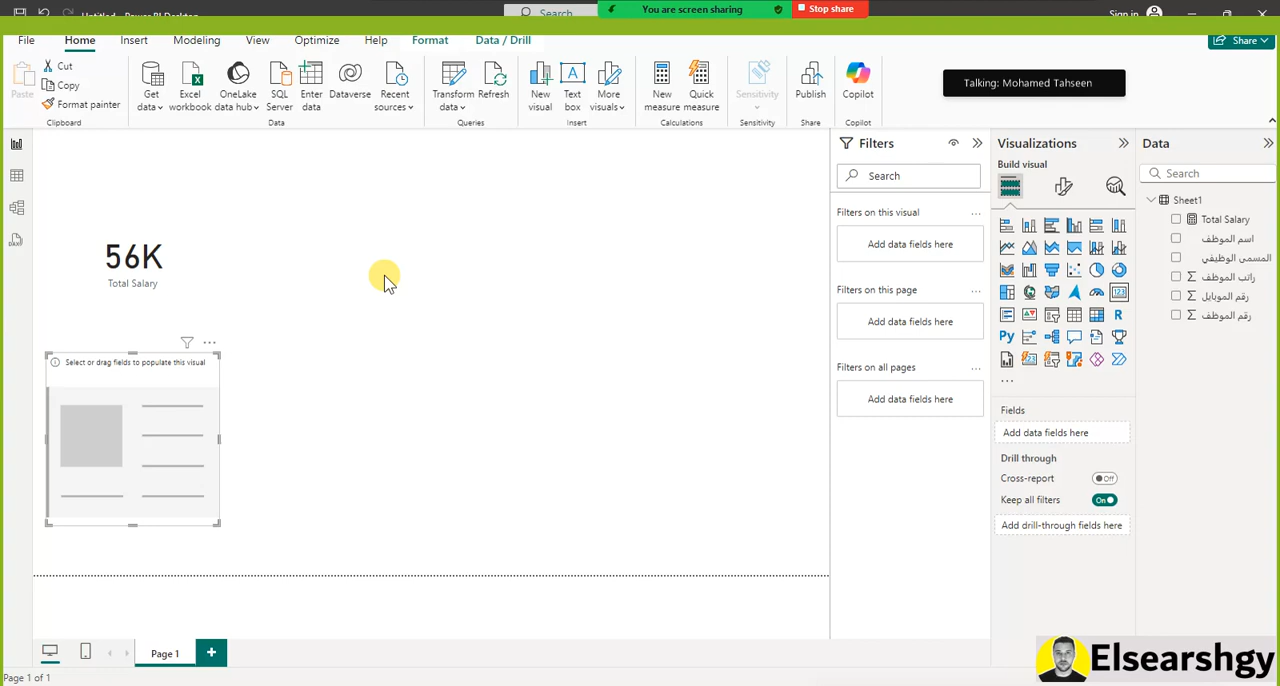 Untitled - Power BI Desktop
Search
You are screen sharing
Stop share
Sign in
File
Home
Insert
Modeling
View
Optimize
Help
Format
Data / Drill
Share
Paste
Cut
Copy
Format painter
Clipboard
Get data
Excel workbook
OneLake data hub
SQL Server
Enter data
Dataverse
Recent sources
Data
Transform data
Refresh
Queries
New visual
Text box
More visuals
Insert
New measure
Quick measure
Calculations
Sensitivity
Sensitivity
Publish
Share
Copilot
Copilot
Talking: Mohamed Tahseen
56K
Total Salary
Select or drag fields to populate this visual
Filters
Search
Filters on this visual
Add data fields here
Filters on this page
Add data fields here
Filters on all pages
Add data fields here
Visualizations
Build visual
Fields
Add data fields here
Drill through
Cross-report
Off
Keep all filters
On
Add drill-through fields here
Data
Search
Sheet1
Total Salary
اسم الموظف
المسمى الوظيفي
راتب الموظف
رقم الموبايل
رقم الموظف
Page 1
Page 1 of 1
Elsearshgy